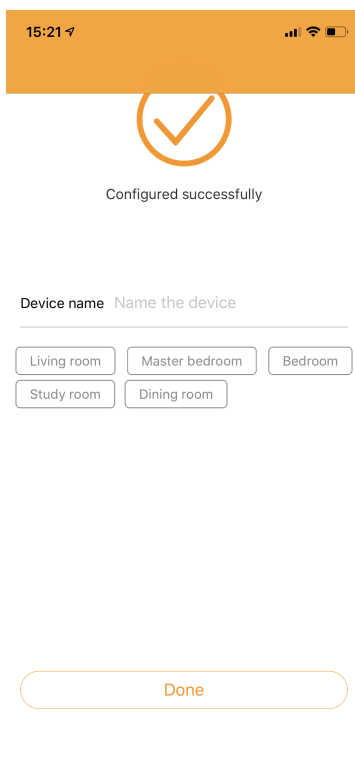 15:21
Configured successfully
Device name Name the device
Living room Master bedroom Bedroom
Study room Dining room
Done